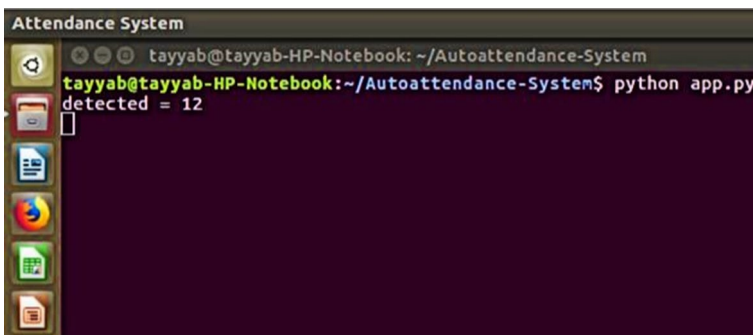 Attendance System
tayyab@tayyab-HP-Notebook: ~/Autoattendance-System
tayyab@tayyab-HP-Notebook:~/Autoattendance-System$ python app.py
detected = 12